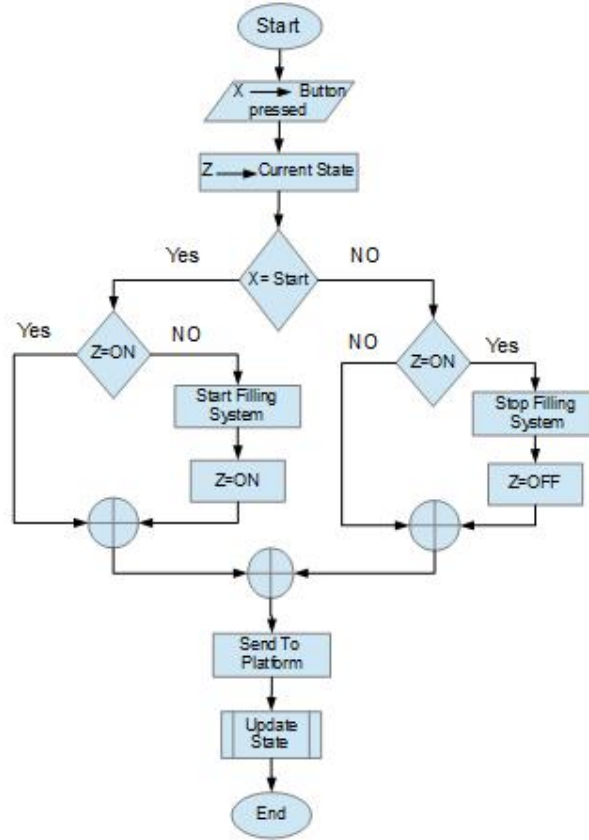 Start
X → Button
pressed
Z → Current State
Yes
NO
X= Start
Yes
Z=ON
NO
NO
Z=ON
Yes
Start Filling
System
Stop Filling
System
Z=ON
Z=OFF
Send To
Platform
Update
State
End